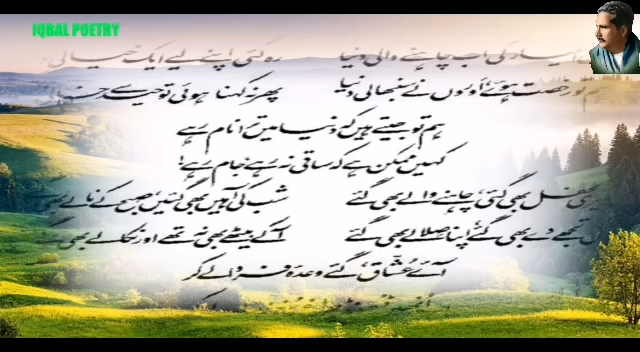 IQBAL POETRY
کی اب چاہنے والی دنیا رہ گئی اپنے لیے ایک خیالی
رخصت ہوئے، اوروں نے سنبھالی دنیا پھر نہ کہنا ہوئی توحید سے
ہم تو جیتے ہیں کہ دنیا میں ترا نام رہے
کہیں ممکن ہے کہ ساقی نہ رہے، جام رہے!
محفل بھی گئی، چاہنے والے بھی گئے شب کی آہیں بھی گئیں، صبح کے نالے بھی
تجھے دے بھی گئے، اپنا صلا لے بھی گئے آ کے بیٹھے بھی نہ تھے اور نکالے بھی
آئے عشّاق، گئے وعدۂ فردا لے کر